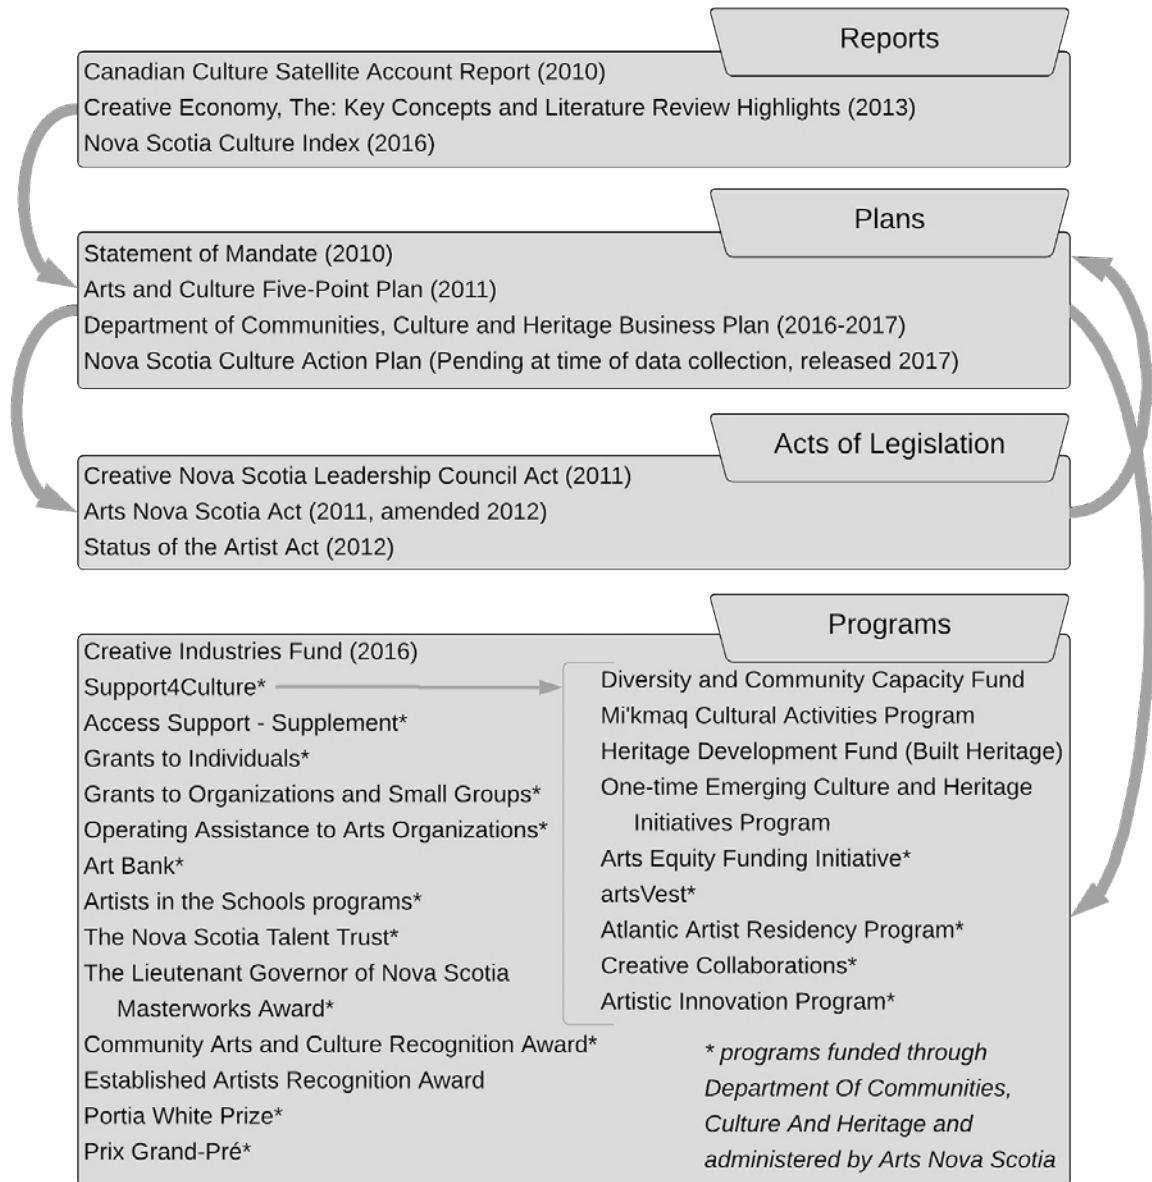 Reports
Canadian Culture Satellite Account Report (2010)
Creative Economy, The: Key Concepts and Literature Review Highlights (2013)
Nova Scotia Culture Index (2016)
Plans
Statement of Mandate (2010)
Arts and Culture Five-Point Plan (2011)
Department of Communities, Culture and Heritage Business Plan (2016-2017)
Nova Scotia Culture Action Plan (Pending at time of data collection, released 2017)
Acts of Legislation
Creative Nova Scotia Leadership Council Act (2011)
Arts Nova Scotia Act (2011, amended 2012)
Status of the Artist Act (2012)
Programs
Creative Industries Fund (2016)
Support4Culture*
Access Support - Supplement*
Grants to Individuals*
Grants to Organizations and Small Groups*
Operating Assistance to Arts Organizations*
Art Bank*
Artists in the Schools programs*
The Nova Scotia Talent Trust*
The Lieutenant Governor of Nova Scotia
Masterworks Award*
Community Arts and Culture Recognition Award*
Established Artists Recognition Award
Portia White Prize*
Prix Grand-Pré*
Diversity and Community Capacity Fund
Mi'kmaq Cultural Activities Program
Heritage Development Fund (Built Heritage)
One-time Emerging Culture and Heritage
Initiatives Program
Arts Equity Funding Initiative*
artsVest*
Atlantic Artist Residency Program*
Creative Collaborations*
Artistic Innovation Program*
* programs funded through
Department Of Communities,
Culture And Heritage and
administered by Arts Nova Scotia